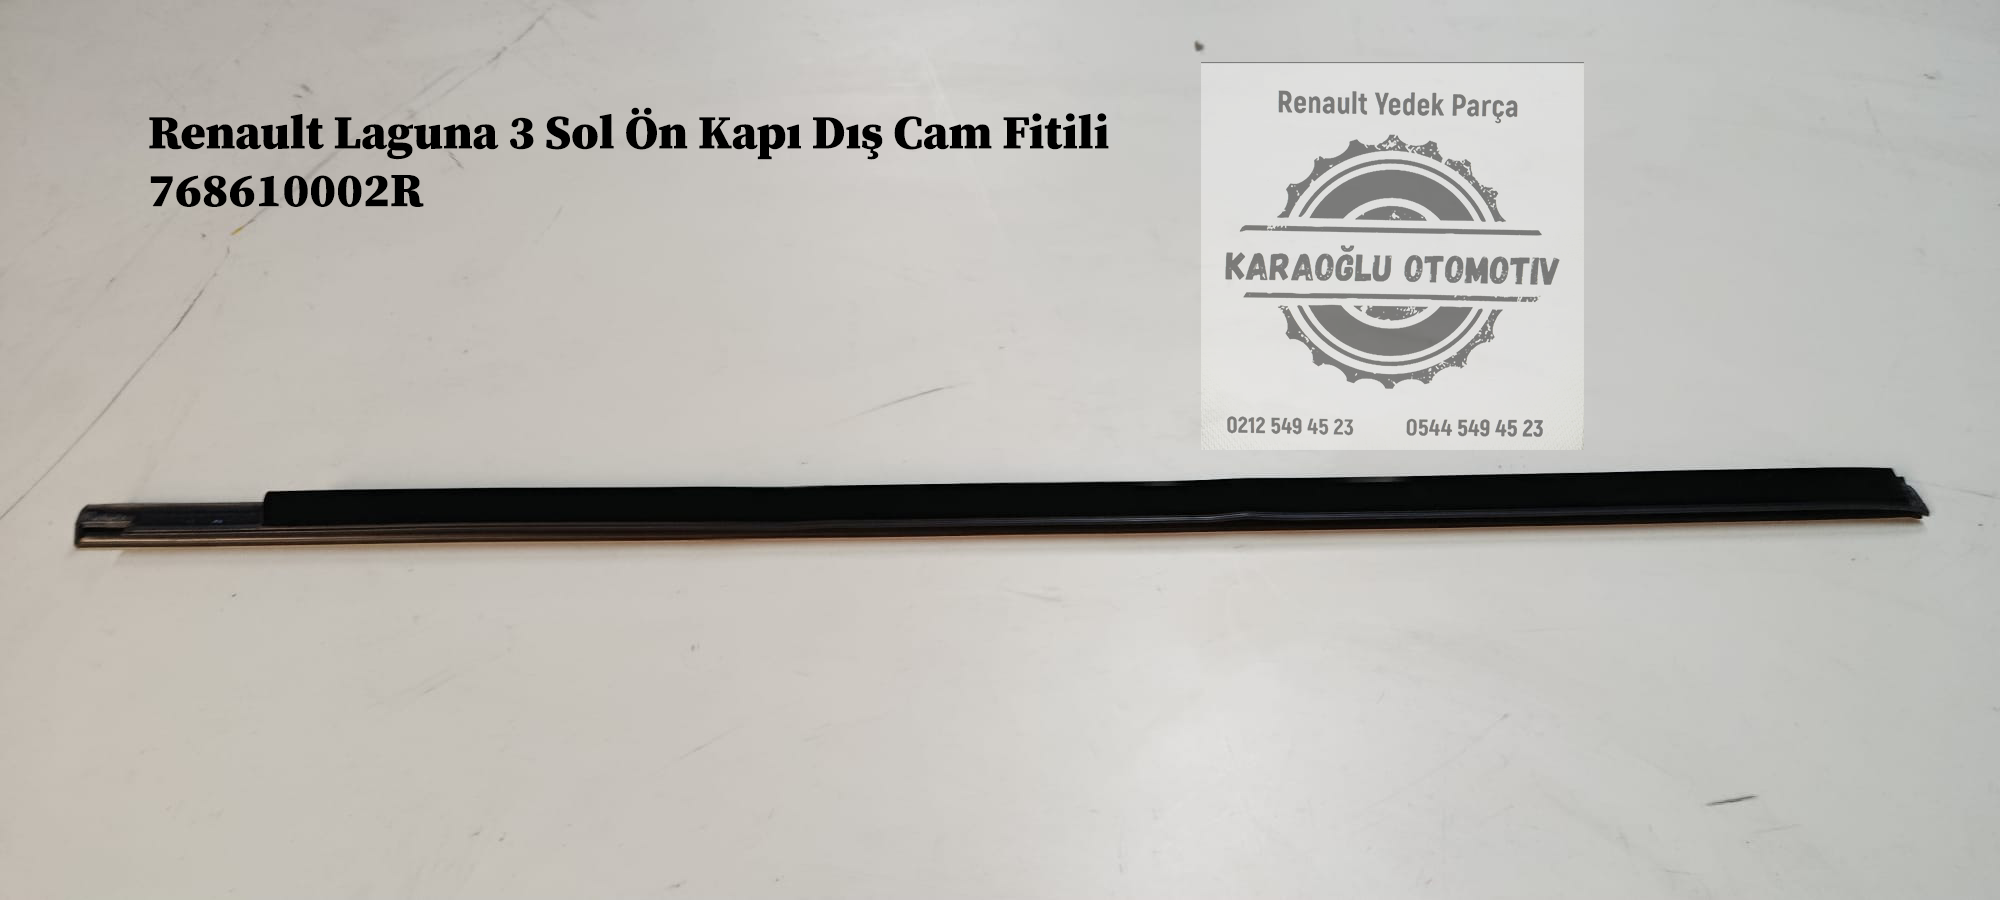 Renault Laguna 3 Sol Ön Kapı Dış Cam Fitili
768610002R
Renault Yedek Parça
KARAOĞLU OTOMOTIV
0212 549 45 23 0544 549 45 23